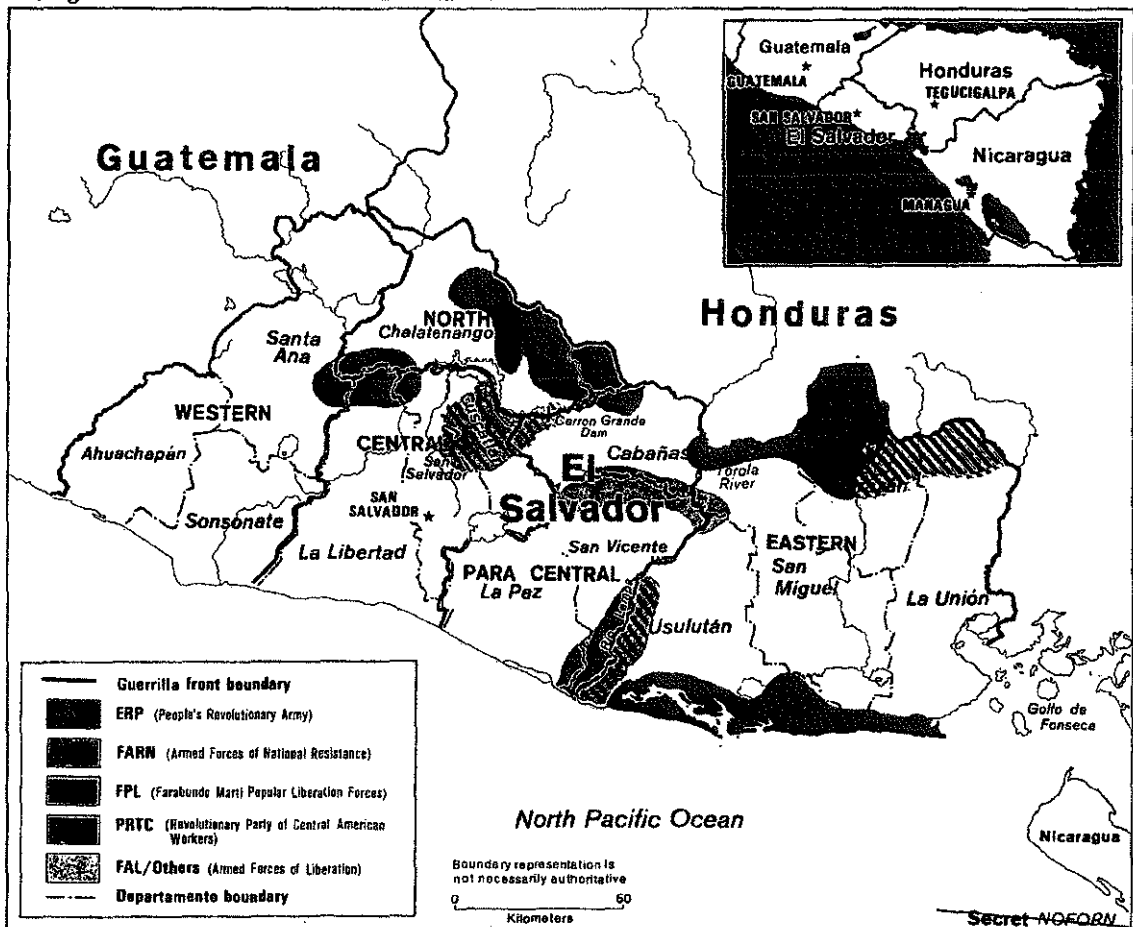 Guatemala
Honduras
Guatemala
GUATEMALA
Honduras
TEGUCIGALPA
SAN SALVADOR
El Salvador
Nicaragua
MANAGUA
NORTH
Chalatenango
Santa
Ana
WESTERN
Ahuachapán
Sonsonate
CENTRAL
San
Salvador
SAN
SALVADOR
La Libertad
Cerron Grande
Dam
Cabañas
El
Salvador
Torola
River
San Vicente
PARA CENTRAL
La Paz
EASTERN
San
Miguel
La Unión
Usulután
Golfo de
Fonseca
North Pacific Ocean
Nicaragua
Guerrilla front boundary
ERP (People's Revolutionary Army)
FARN (Armed Forces of National Resistance)
FPL (Farabundo Marti Popular Liberation Forces)
PRTC (Revolutionary Party of Central American
Workers)
FAL/Others (Armed Forces of Liberation)
Departamento boundary
Boundary representation is
not necessarily authoritative
0 60
Kilometers
Secret NOFORN